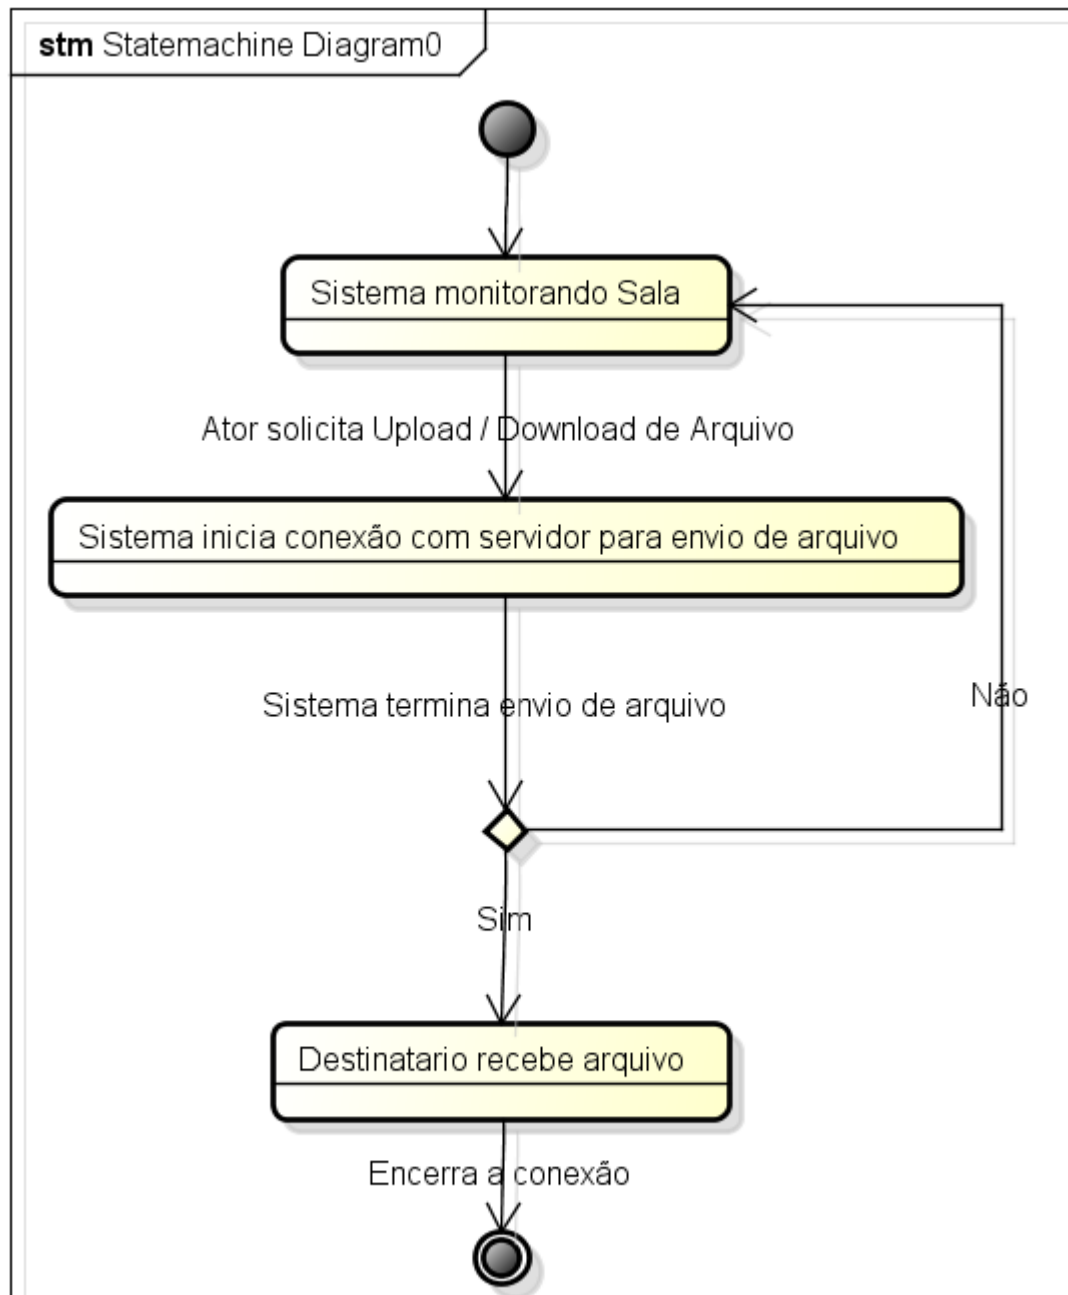 stm Statemachine Diagram0
Sistema monitorando Sala
Ator solicita Upload / Download de Arquivo
Sistema inicia conexão com servidor para envio de arquivo
Sistema termina envio de arquivo
Não
Sim
Destinatario recebe arquivo
Encerra a conexão